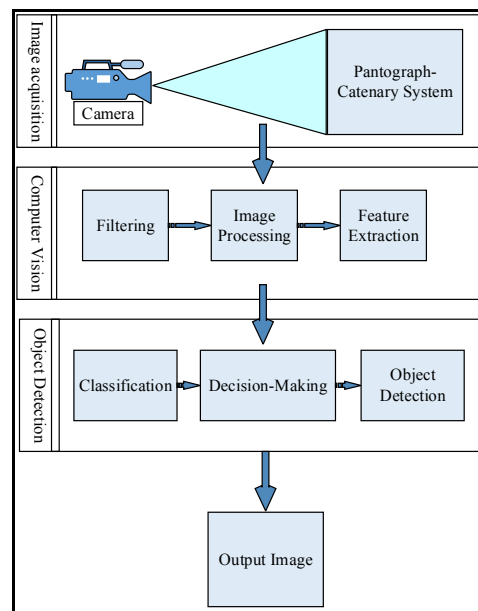 Image acquisition
Camera
Pantograph-
Catenary System
Computer Vision
Filtering
Image
Processing
Feature
Extraction
Object Detection
Classification
Decision-Making
Object
Detection
Output Image